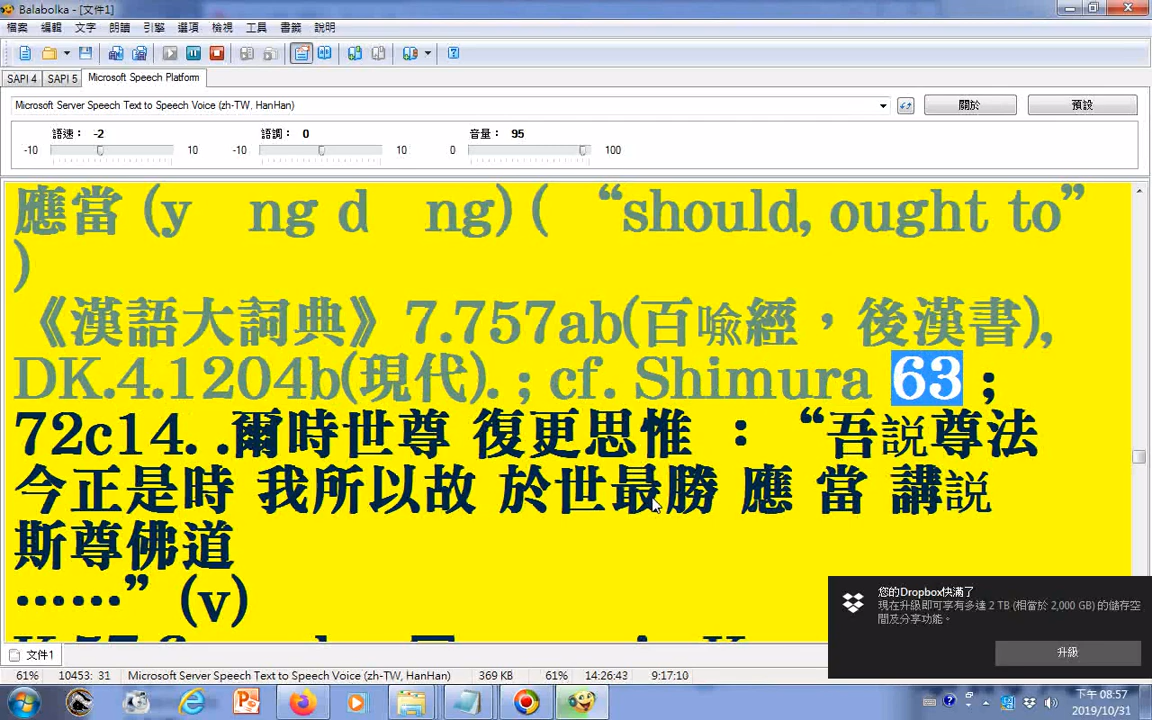 Balabolka - [文件1]
檔案 編輯 文字 朗讀 引擎 選項 檢視 工具 書籤 說明
SAPI 4 SAPI 5 Microsoft Speech Platform
Microsoft Server Speech Text to Speech Voice (zh-TW, HanHan) 關於 預設
語速： -2 語調： 0 音量： 95
-10 10 -10 10 0 100
應當 (y ng d ng) ( “should, ought to”
)
《漢語大詞典》7.757ab(百喩經，後漢書),
DK.4.1204b(現代). ; cf. Shimura 63 ;
72c14. .爾時世尊 復更思惟 ：“吾説尊法
今正是時 我所以故 於世最勝 應 當 講説
斯尊佛道
……” (v)
您的Dropbox快滿了
現在升級即可享有多達 2 TB (相當於 2,000 GB) 的儲存空
間及分享功能。
升級
文件1
61% 10453: 31 Microsoft Server Speech Text to Speech Voice (zh-TW, HanHan) 369 KB 61% 14:26:43 9:17:10
下午 08:57
2019/10/31